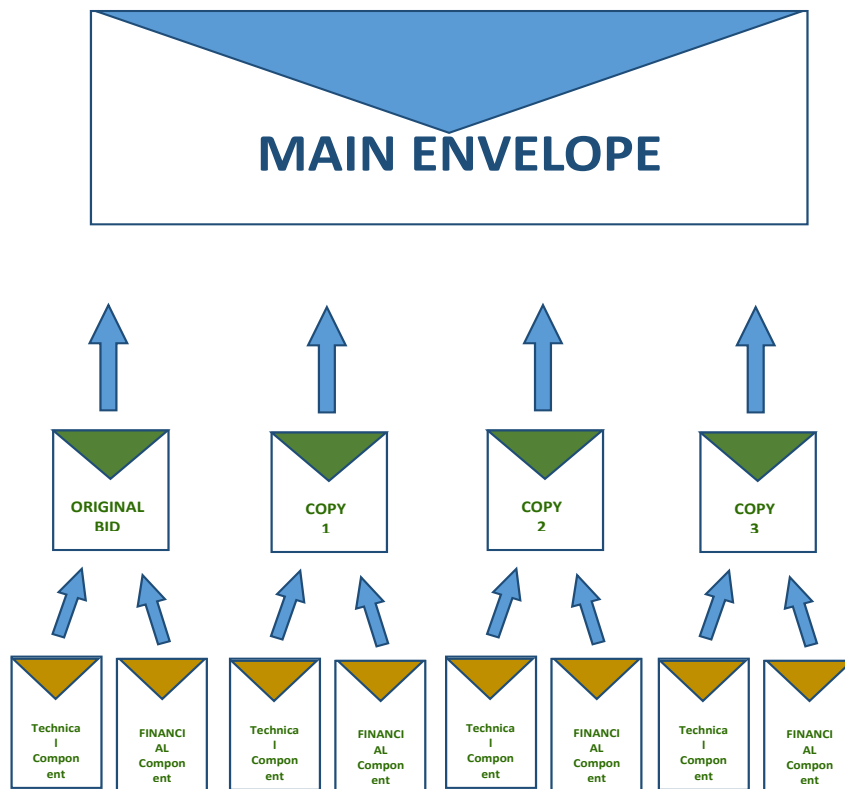 MAIN ENVELOPE
ORIGINAL
BID
COPY
1
COPY
2
COPY
3
Technica
l
Compon
ent
FINANCI
AL
Compon
ent
Technica
l
Compon
ent
FINANCI
AL
Compon
ent
Technica
l
Compon
ent
FINANCI
AL
Compon
ent
Technica
l
Compon
ent
FINANCI
AL
Compon
ent